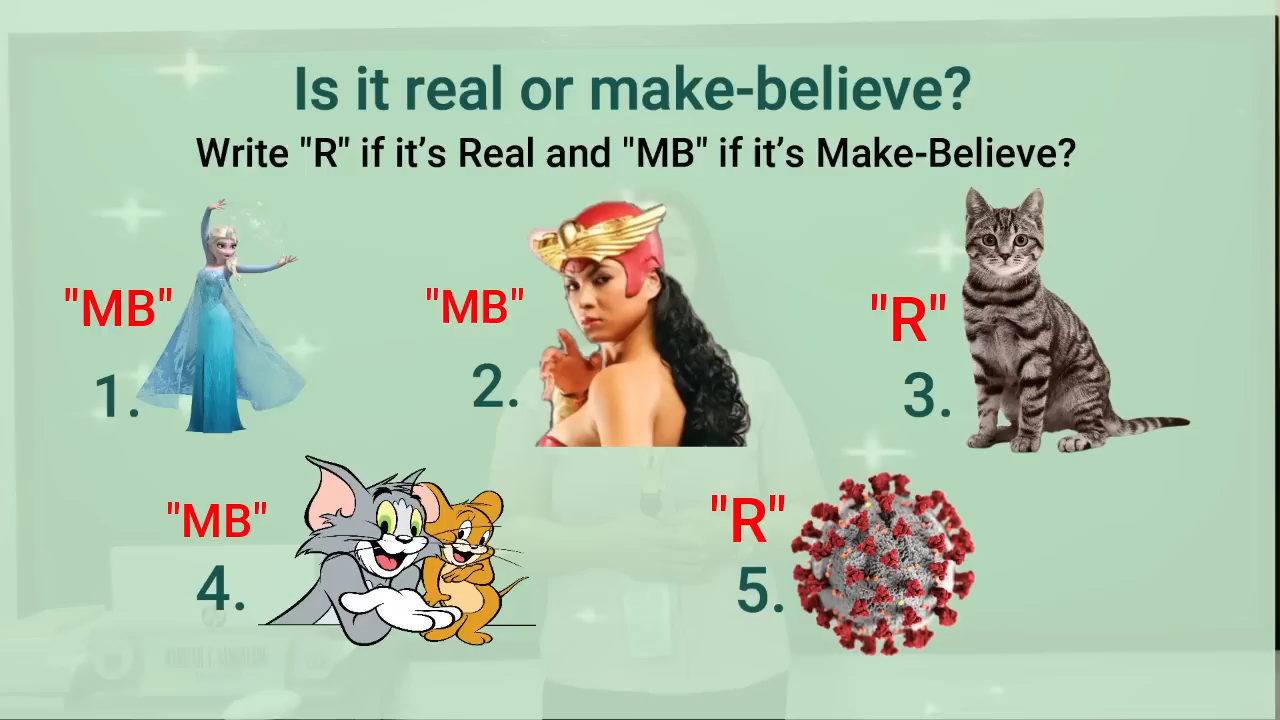 Is it real or make-believe?
Write "R" if it’s Real and "MB" if it’s Make-Believe?
"MB"
1.
"MB"
2.
"R"
3.
"MB"
4.
"R"
5.